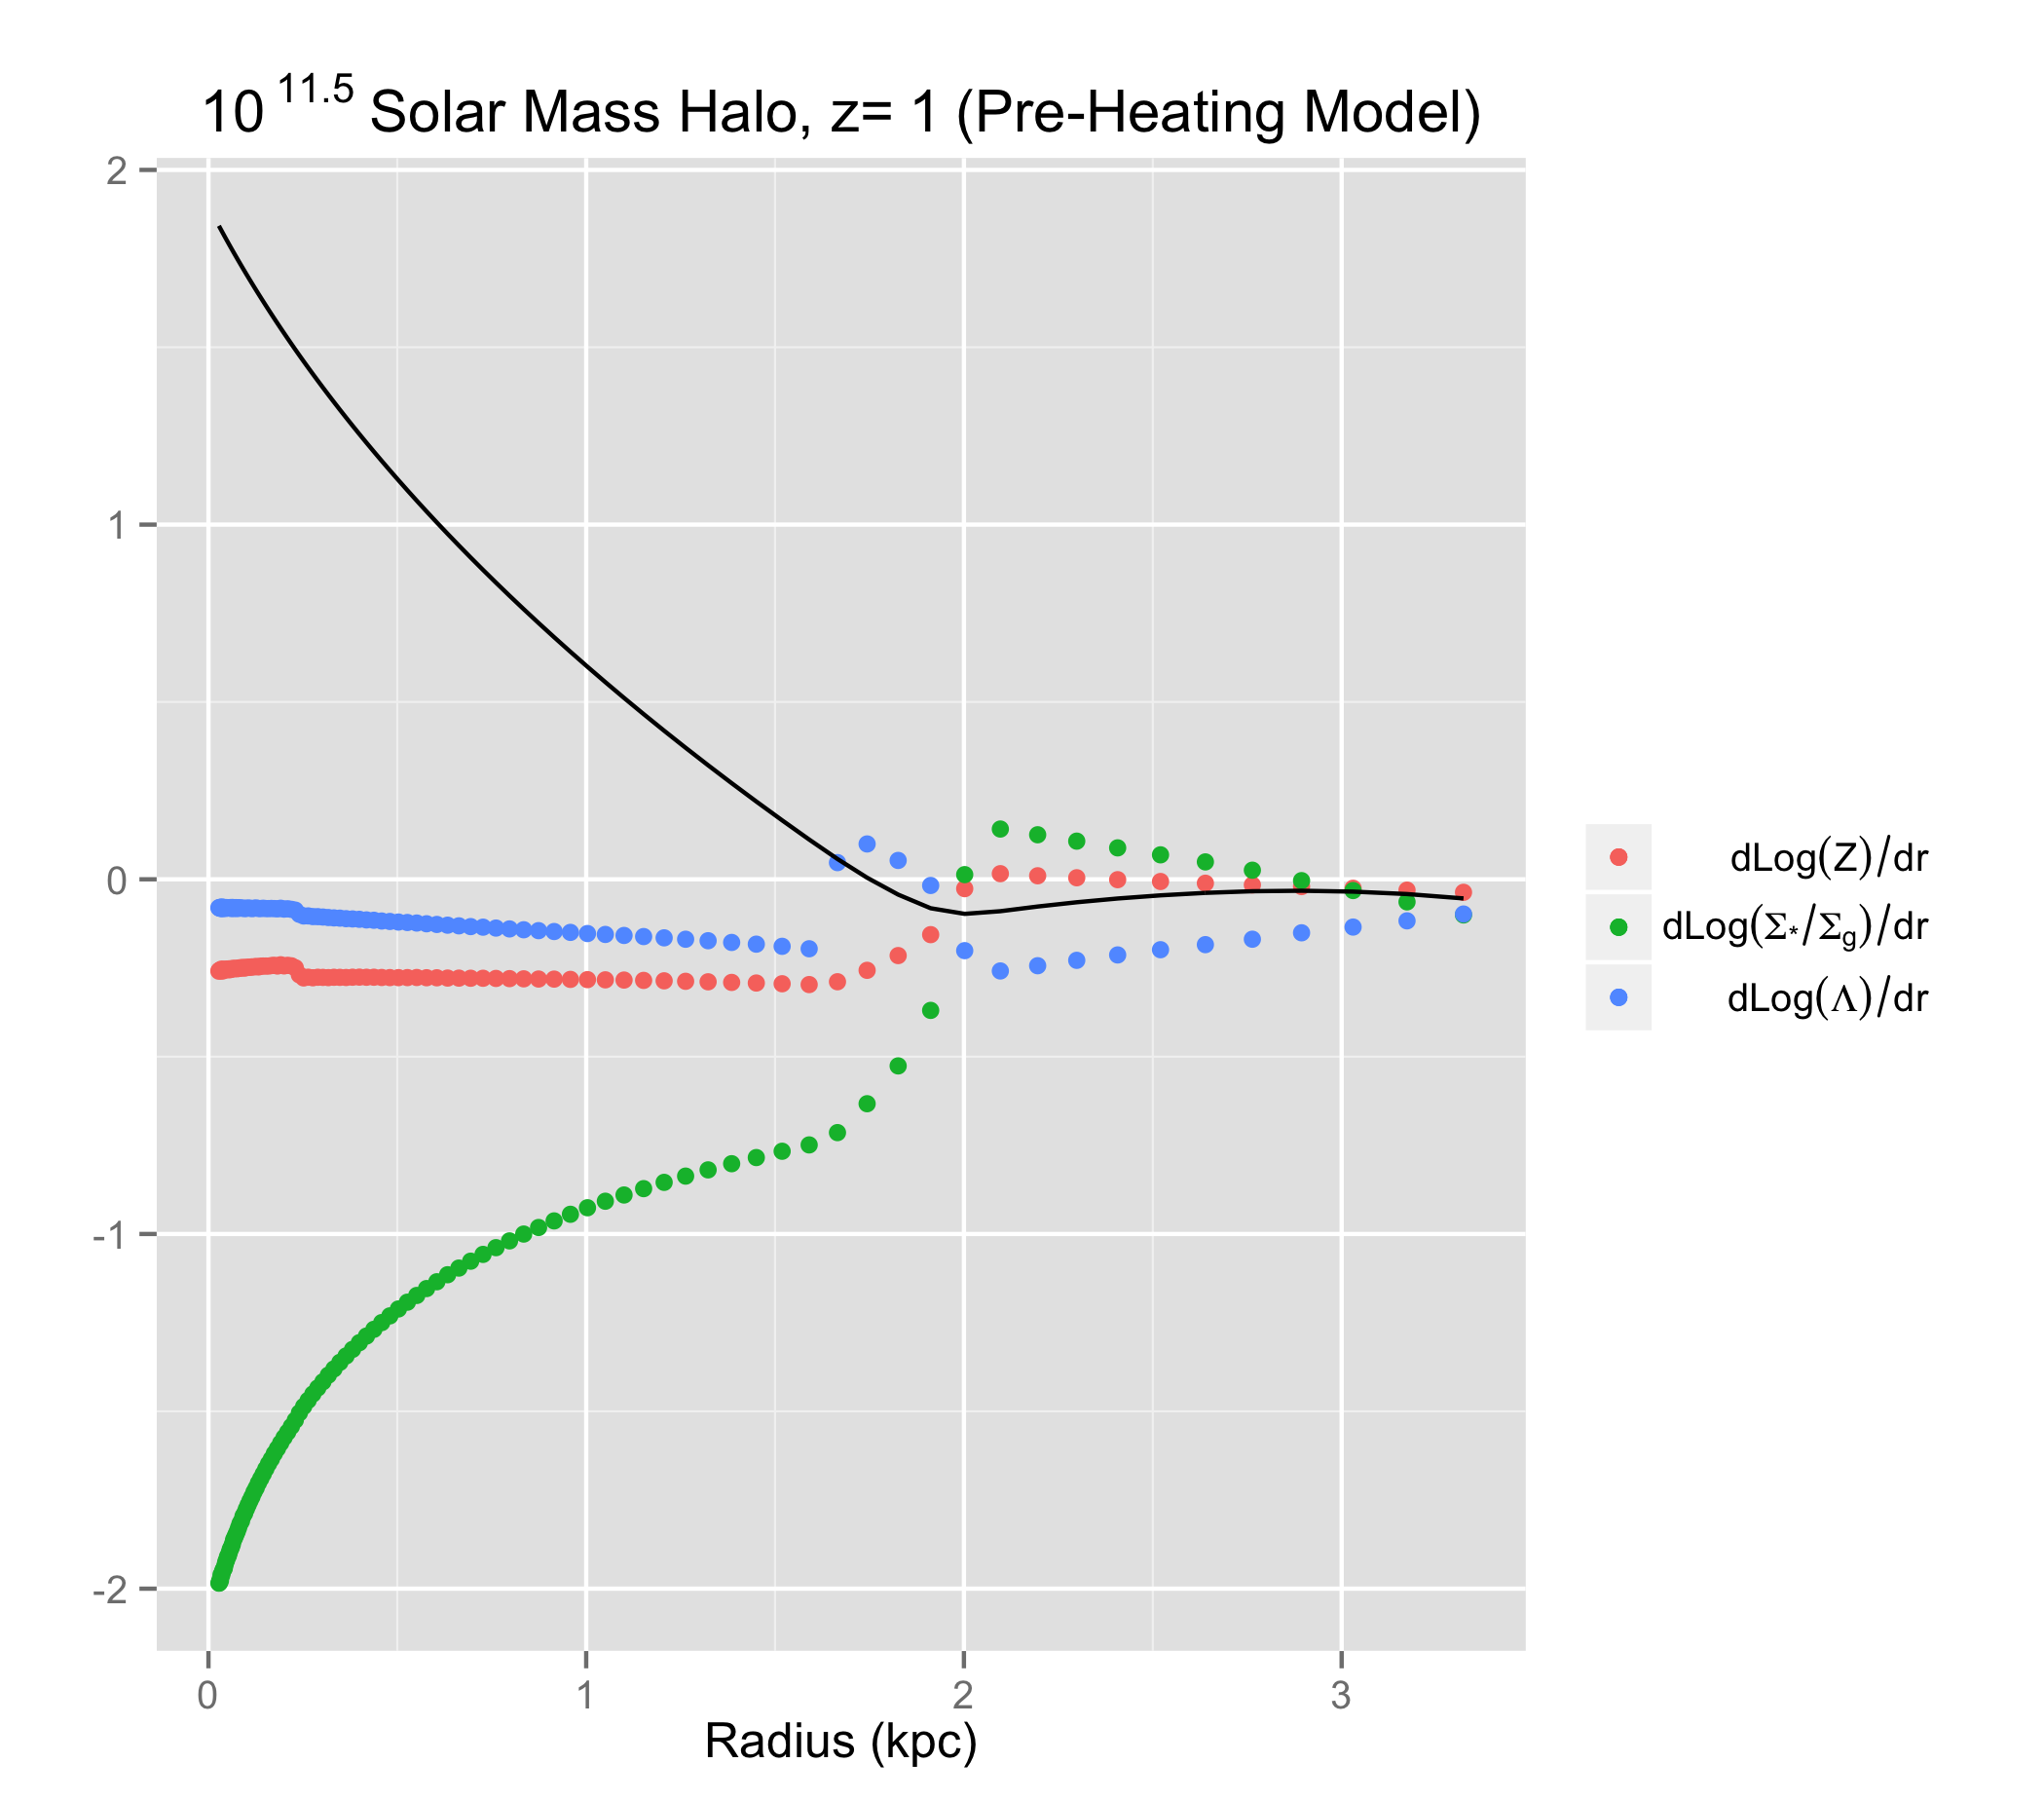 10^11.5 Solar Mass Halo, z= 1 (Pre-Heating Model)
2
1
0
-1
-2
0 1 2 3
Radius (kpc)
dLog(Z)/dr
dLog(Σ*/Σg)/dr
dLog(Λ)/dr